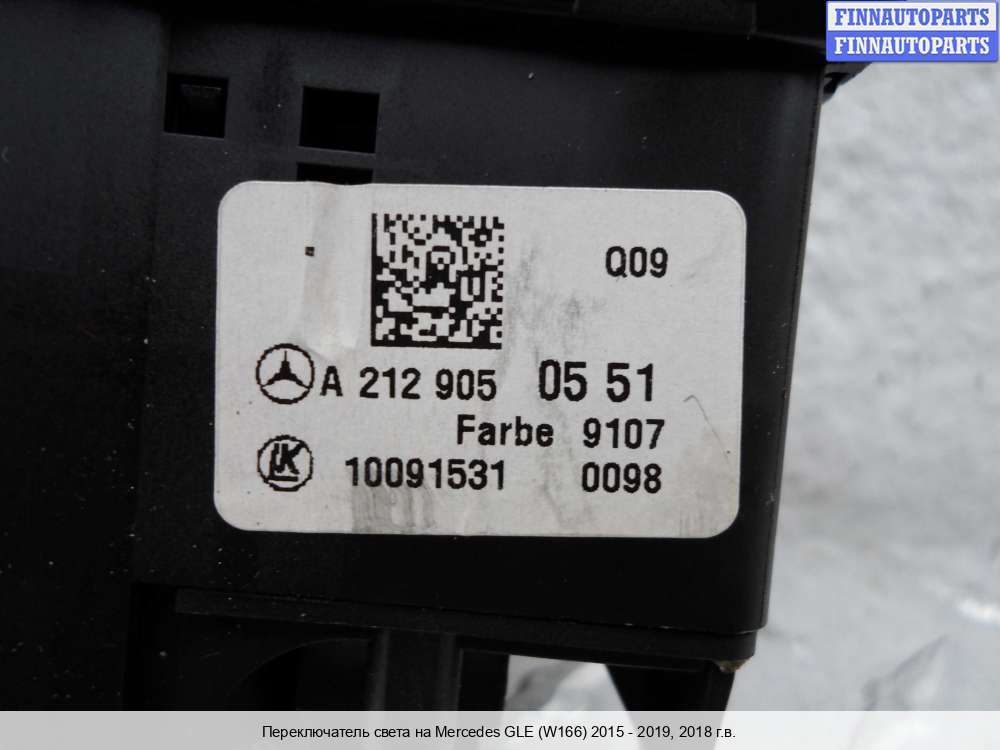 FINNAUTOPARTS
FINNAUTOPARTS
Q09
A 212 905 05 51
Farbe 9107
LK 10091531 0098
Переключатель света на Mercedes GLE (W166) 2015 - 2019, 2018 г.в.